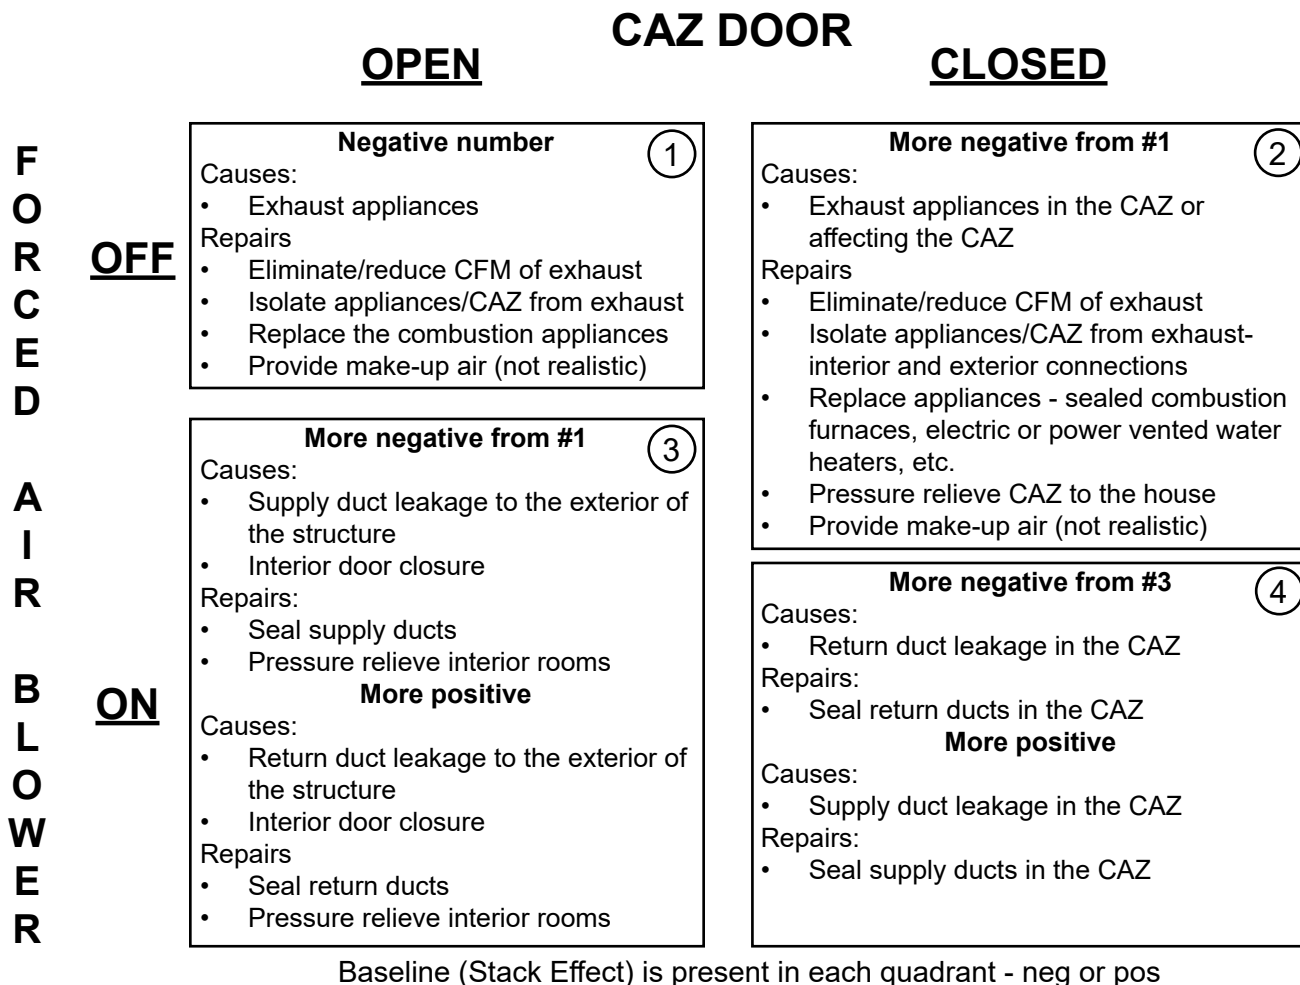 CAZ DOOR
OPEN
CLOSED
FORCED AIR BLOWER
OFF
Negative number
1
Causes:
• Exhaust appliances
Repairs
• Eliminate/reduce CFM of exhaust
• Isolate appliances/CAZ from exhaust
• Replace the combustion appliances
• Provide make-up air (not realistic)
More negative from #1
2
Causes:
• Exhaust appliances in the CAZ or
affecting the CAZ
Repairs
• Eliminate/reduce CFM of exhaust
• Isolate appliances/CAZ from exhaust-
interior and exterior connections
• Replace appliances - sealed combustion
furnaces, electric or power vented water
heaters, etc.
• Pressure relieve CAZ to the house
• Provide make-up air (not realistic)
ON
More negative from #1
3
Causes:
• Supply duct leakage to the exterior of
the structure
• Interior door closure
Repairs:
• Seal supply ducts
• Pressure relieve interior rooms
More positive
Causes:
• Return duct leakage to the exterior of
the structure
• Interior door closure
Repairs
• Seal return ducts
• Pressure relieve interior rooms
More negative from #3
4
Causes:
• Return duct leakage in the CAZ
Repairs:
• Seal return ducts in the CAZ
More positive
Causes:
• Supply duct leakage in the CAZ
Repairs:
• Seal supply ducts in the CAZ
Baseline (Stack Effect) is present in each quadrant - neg or pos